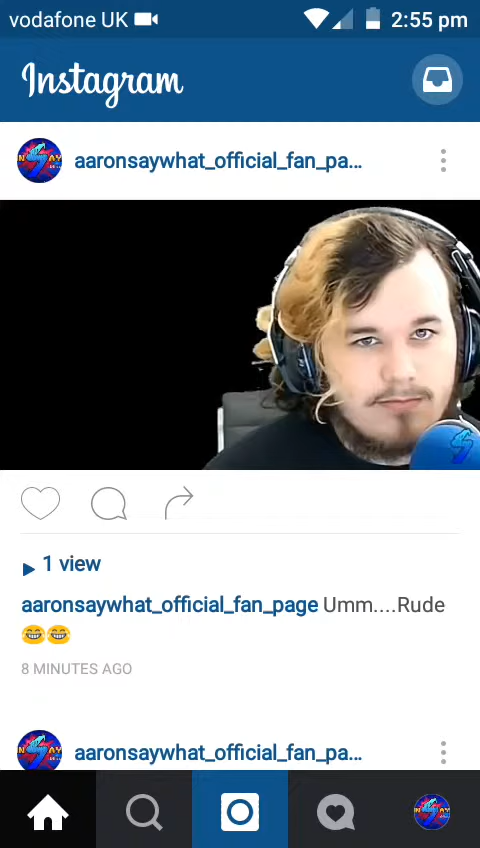 vodafone UK 2:55 pm
Instagram
aaronsaywhat_official_fan_pa...
1 view
aaronsaywhat_official_fan_page Umm....Rude
😂😂
8 MINUTES AGO
aaronsaywhat_official_fan_pa...